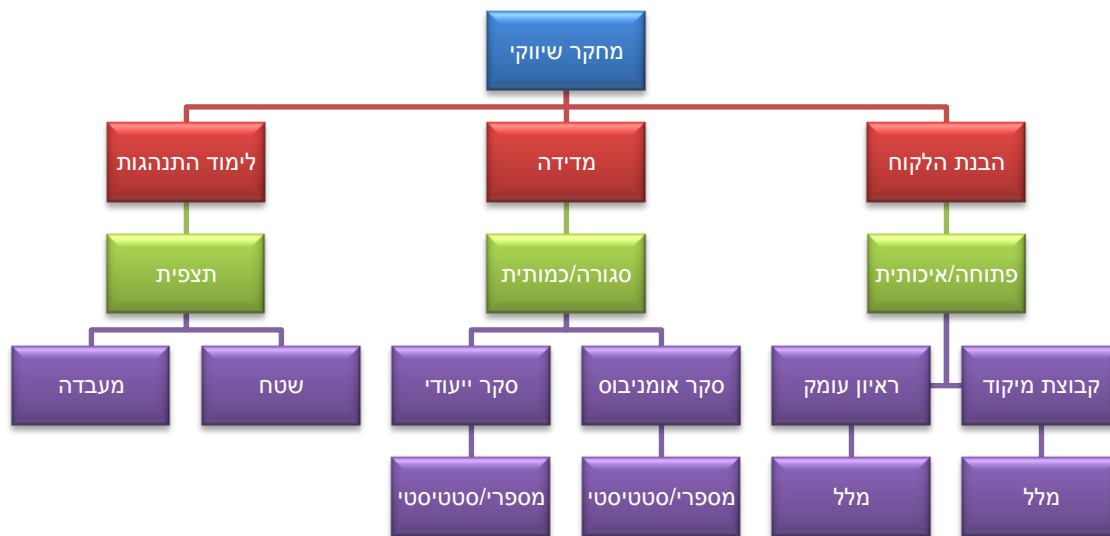 מחקר שיווקי
הבנת הלקוח
מדידה
לימוד התנהגות
פתוחה/איכותית
סגורה/כמותית
תצפית
קבוצת מיקוד
ראיון עומק
סקר אומניבוס
סקר ייעודי
שטח
מעבדה
מלל
מלל
מספרי/סטטיסטי
מספרי/סטטיסטי